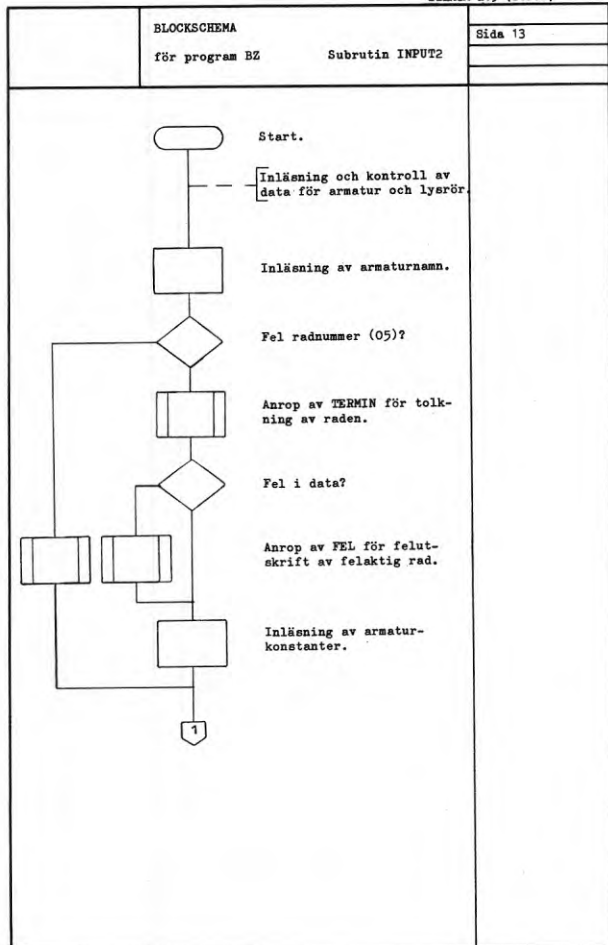 BLOCKSCHEMA
Sida 13
för program BZ Subrutin INPUT2
Start.
Inläsning och kontroll av
data för armatur och lysrör.
Inläsning av armaturnamn.
Fel radnummer (05)?
Anrop av TERMIN för tolk-
ning av raden.
Fel i data?
Anrop av FEL för felut-
skrift av felaktig rad.
Inläsning av armatur-
konstanter.
1